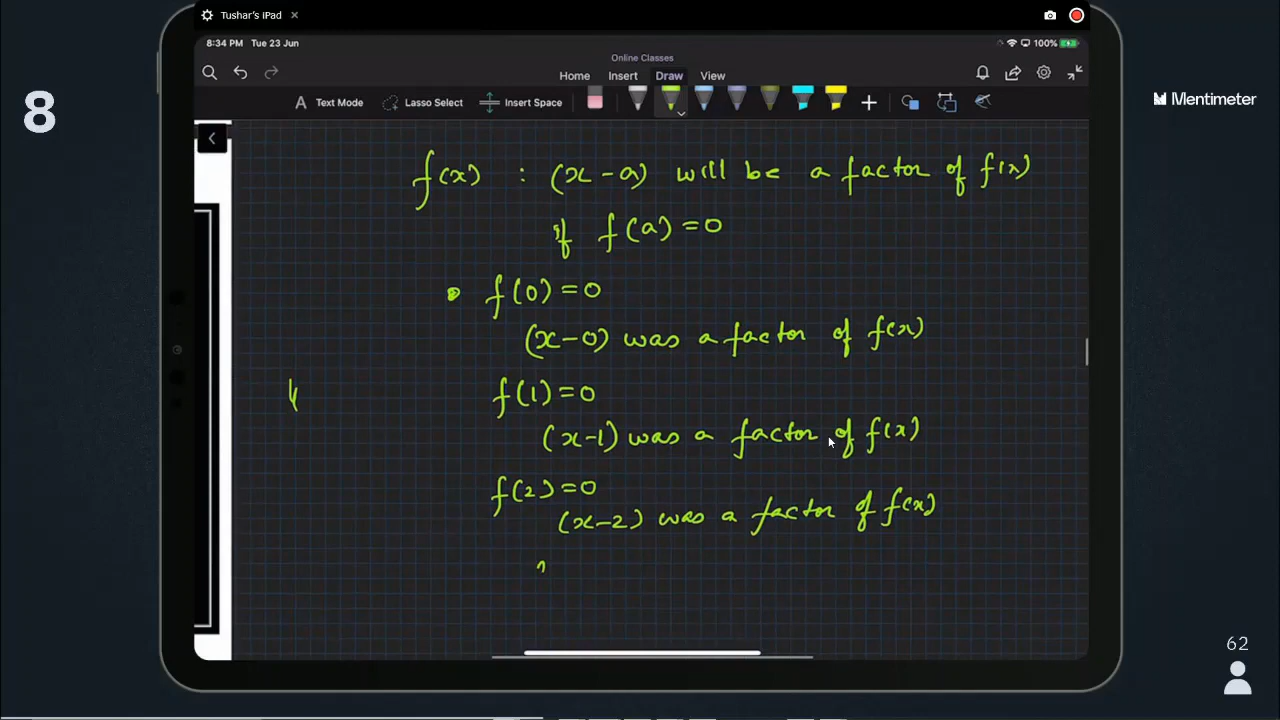 Tushar's iPad ×
8:34 PM Tue 23 Jun
100%
Online Classes
Home Insert Draw View
Text Mode Lasso Select Insert Space
8
Mentimeter
f(x) : (x-a) will be a factor of f(x)
if f(a)=0
• f(0)=0
(x-0) was a factor of f(x)
f(1)=0
(x-1) was a factor of f(x)
f(2)=0
(x-2) was a factor of f(x)
62